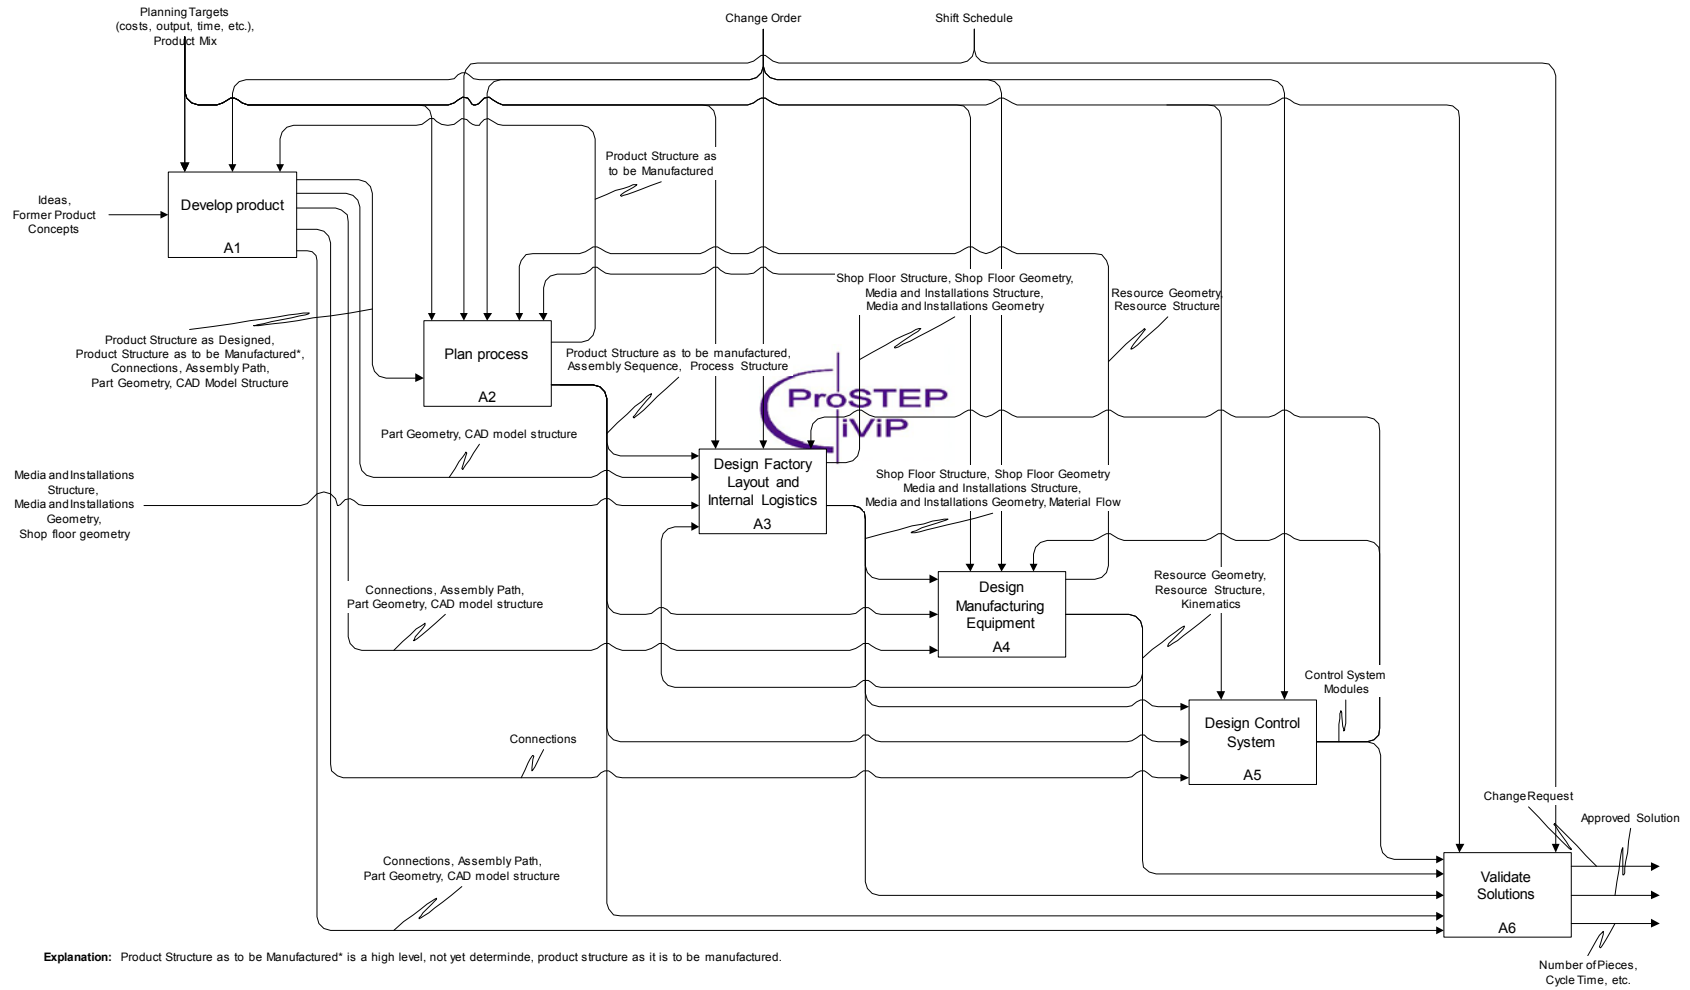 Planning Targets
(costs, output, time, etc.),
Product Mix
Change Order
Shift Schedule
Product Structure as
to be Manufactured
Ideas,
Former Product
Concepts
Develop product
A1
Shop Floor Structure, Shop Floor Geometry,
Media and Installations Structure,
Media and Installations Geometry
Resource Geometry,
Resource Structure
Product Structure as Designed,
Product Structure as to be Manufactured*,
Connections, Assembly Path,
Part Geometry, CAD Model Structure
Plan process
A2
Product Structure as to be manufactured,
Assembly Sequence, Process Structure
ProSTEP
iViP
Part Geometry, CAD model structure
Media and Installations
Structure,
Media and Installations
Geometry,
Shop floor geometry
Design Factory
Layout and
Internal Logistics
A3
Shop Floor Structure, Shop Floor Geometry
Media and Installations Structure,
Media and Installations Geometry, Material Flow
Connections, Assembly Path,
Part Geometry, CAD model structure
Design
Manufacturing
Equipment
A4
Resource Geometry,
Resource Structure,
Kinematics
Control System
Modules
Connections
Design Control
System
A5
Change Request
Approved Solution
Connections, Assembly Path,
Part Geometry, CAD model structure
Validate
Solutions
A6
Explanation: Product Structure as to be Manufactured* is a high level, not yet determinde, product structure as it is to be manufactured.
Number of Pieces,
Cycle Time, etc.